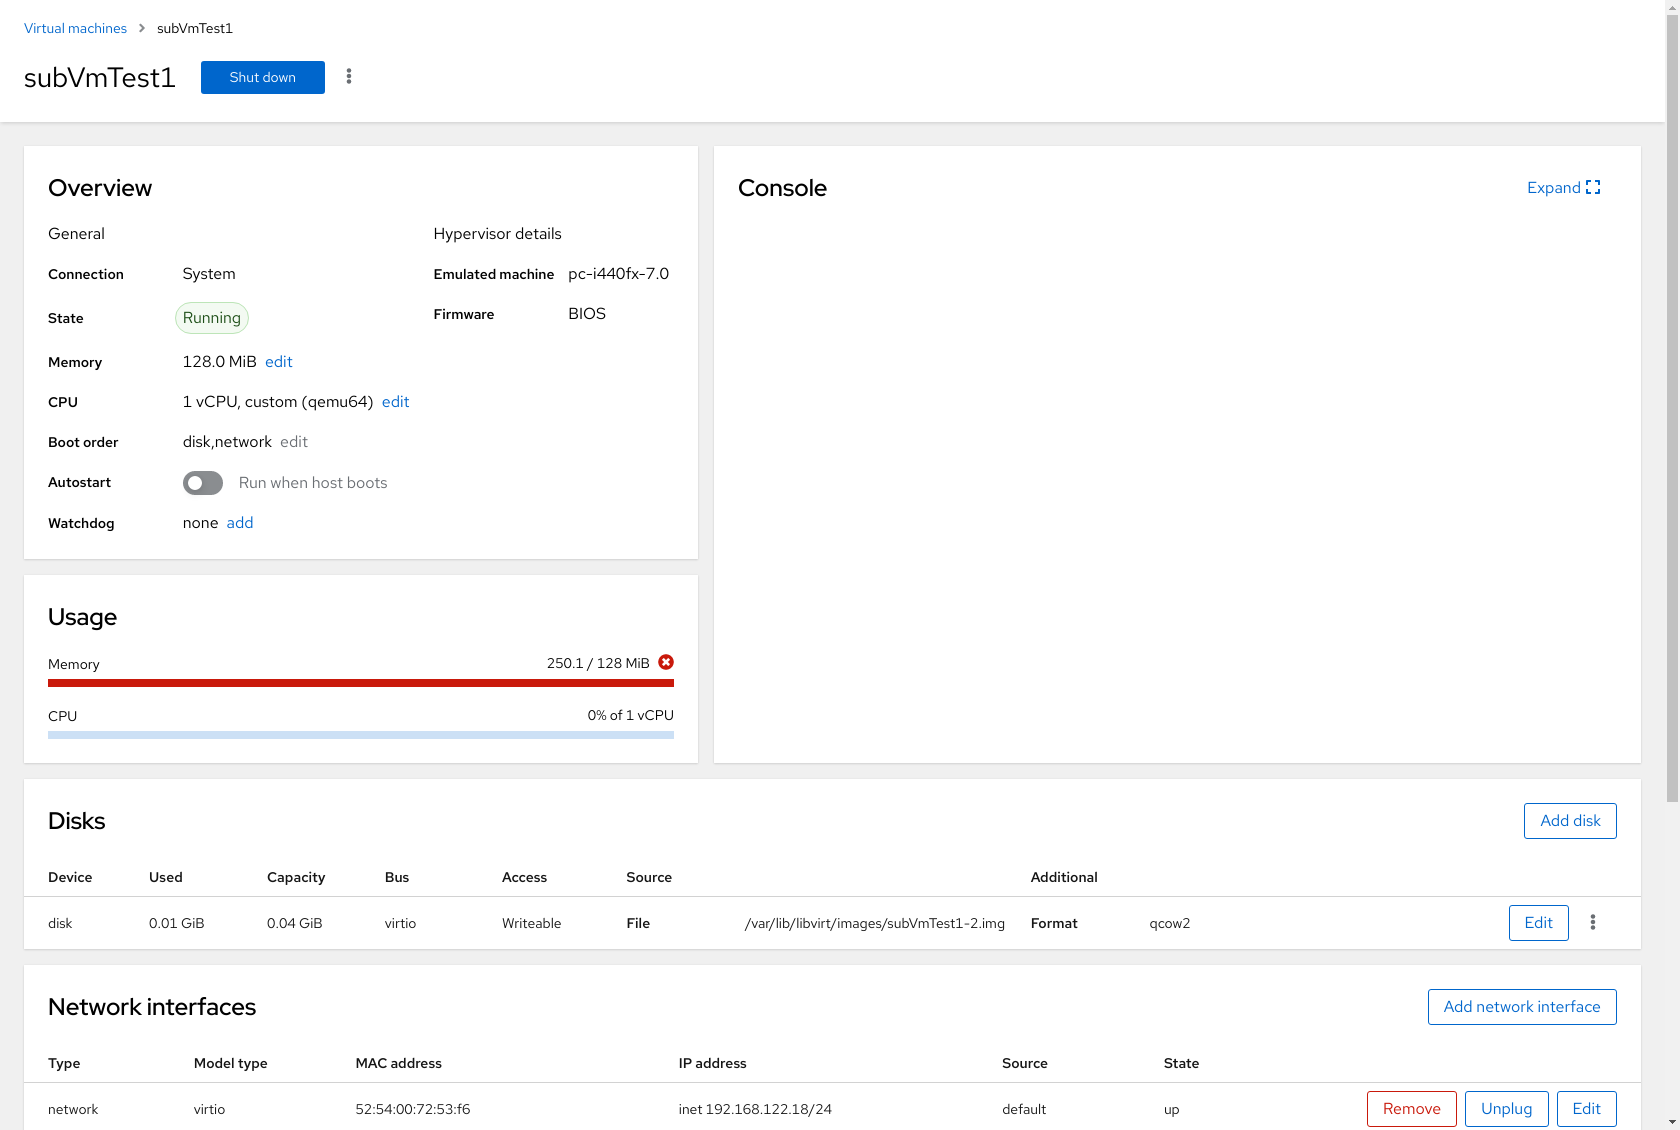 Virtual machines > subVmTest1
subVmTest1 Shut down
Overview
General
Connection System
State Running
Memory 128.0 MiB edit
CPU 1 vCPU, custom (qemu64) edit
Boot order disk,network edit
Autostart Run when host boots
Watchdog none add
Hypervisor details
Emulated machine pc-i440fx-7.0
Firmware BIOS
Console Expand
Usage
Memory 250.1 / 128 MiB
CPU 0% of 1 vCPU
Disks Add disk
Device Used Capacity Bus Access Source Additional
disk 0.01 GiB 0.04 GiB virtio Writeable File /var/lib/libvirt/images/subVmTest1-2.img Format qcow2 Edit
Network interfaces Add network interface
Type Model type MAC address IP address Source State
network virtio 52:54:00:72:53:f6 inet 192.168.122.18/24 default up Remove Unplug Edit